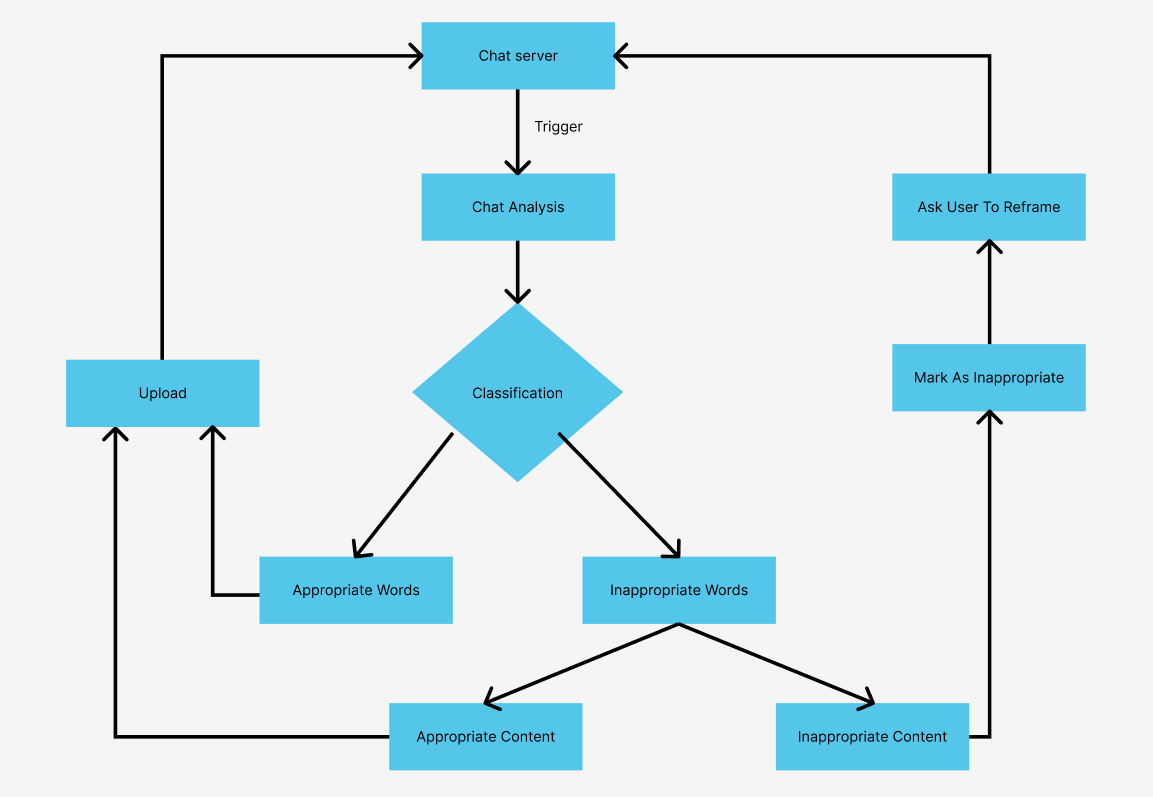 Chat server
Trigger
Chat Analysis
Ask User To Reframe
Mark As Inappropriate
Upload
Classification
Appropriate Words
Inappropriate Words
Appropriate Content
Inappropriate Content